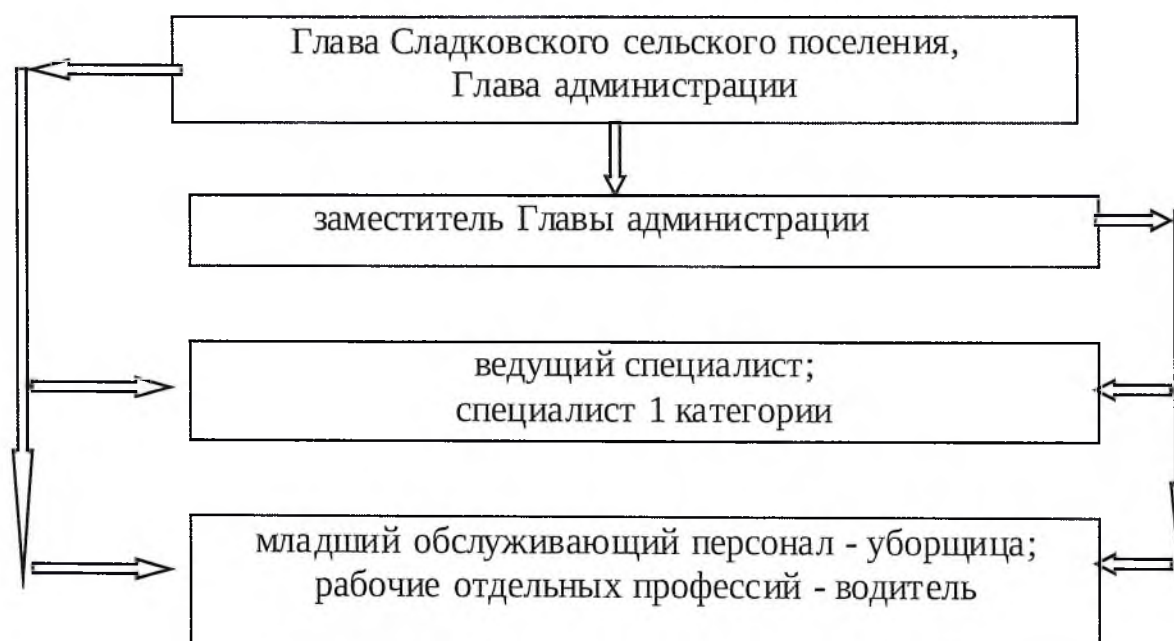 Глава Сладковского сельского поселения,
Глава администрации
заместитель Главы администрации
ведущий специалист;
специалист 1 категории
младший обслуживающий персонал - уборщица;
рабочие отдельных профессий - водитель